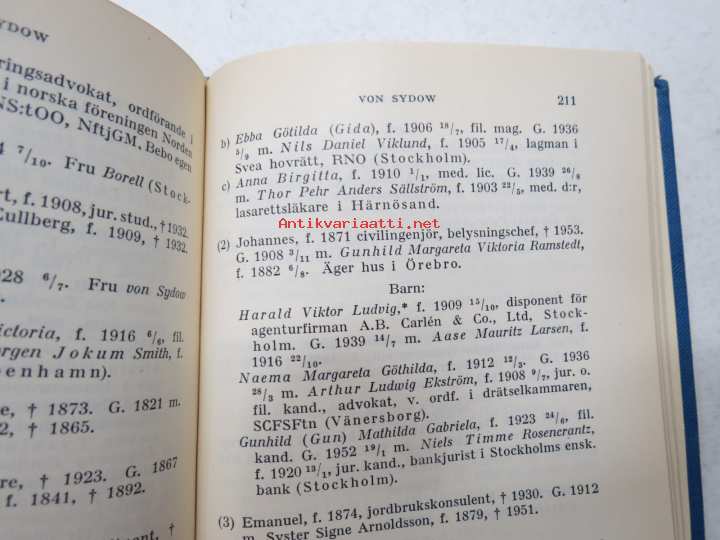 SYDOW
ringsadvokat, ordförande i
i norska föreningen Norden
NS:tOO, NftjGM, Bebo egen
4 7/10. Fru Borell (Stock-
rt, f. 1908, jur. stud., † 1932.
Cullberg, f. 1909, † 1932
928 6/7. Fru von Sydow
ictoria, f. 1916 6/6, fil.
ørgen Jokum Smith, f.
penhamn).
e, † 1873. G. 1821 m.
2, † 1865.
re, † 1923. G. 1867
f. 1841, † 1892.
VON SYDOW 211
b) Ebba Götilda (Gida), f. 1906 18/7, fil. mag. G. 1936
5/9 m. Nils Daniel Viklund, f. 1905 17/4, lagman i
Svea hovrätt, RNO (Stockholm).
c) Anna Birgitta, f. 1910 1/1, med. lic. G. 1939 26/8
m. Thor Pehr Anders Sällström, f. 1903 22/5, med. d:r,
lasarettsläkare i Härnösand.
Antikvariaatti.net
(2) Johannes, f. 1871 civilingenjör, belysningschef, † 1953.
G. 1908 3/11 m. Gunhild Margareta Viktoria Ramstedt,
f. 1882 6/8. Äger hus i Örebro.
Barn:
Harald Viktor Ludvig,* f. 1909 15/10, disponent för
agenturfirman A.B. Carlén & Co., Ltd, Stock-
holm. G. 1939 14/7 m. Aase Mauritz Larsen, f.
1916 22/10.
Naema Margareta Göthilda, f. 1912 12/3. G. 1936
28/3 m. Arthur Ludwig Ekström, f. 1908 9/7, jur. o.
fil. kand., advokat, v. ordf. i drätselkammaren,
SCFSFtn (Vänersborg).
Gunhild (Gun) Mathilda Gabriela, f. 1923 24/6, fil.
kand. G. 1952 19/1 m. Niels Timme Rosencrantz,
f. 1920 13/1, jur. kand., bankjurist i Stockholms ensk.
bank (Stockholm).
(3) Emanuel, f. 1874, jordbrukskonsulent, † 1930. G. 1912
m. Syster Signe Arnoldsson, f. 1879, † 1951.